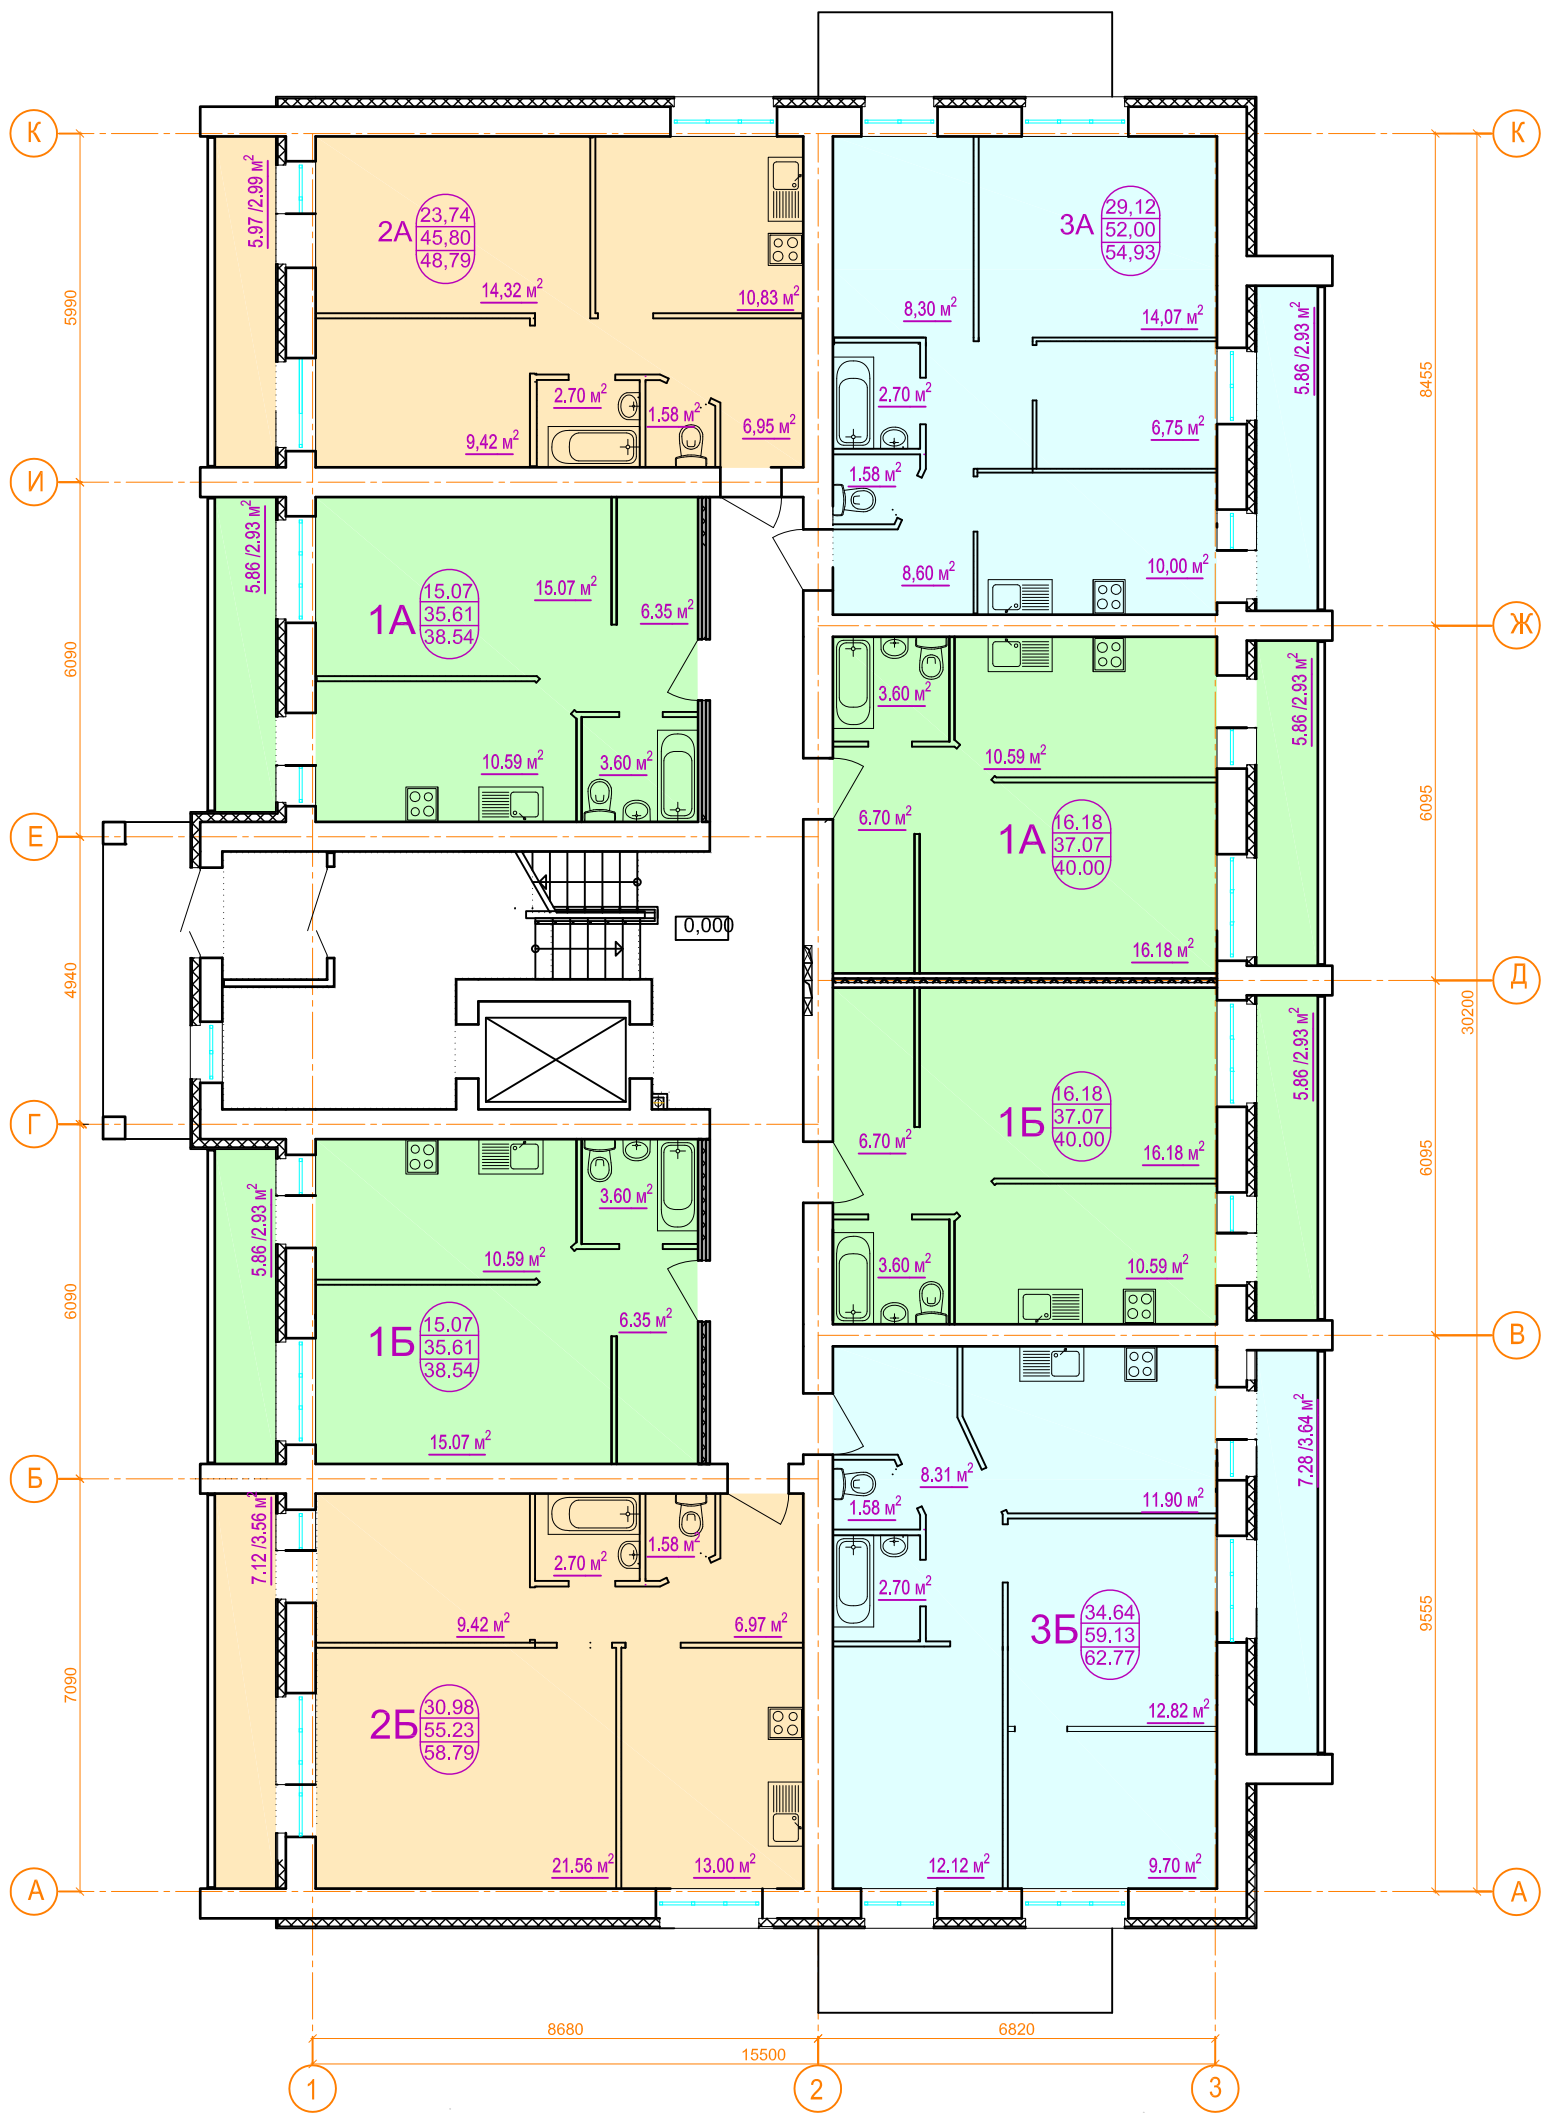 К
К
5.97 /2.99 м²
2А
23,74
45,80
48,79
3А
29,12
52,00
54,93
14,32 м²
10,83 м²
8,30 м²
14,07 м²
5.86 /2.93 м²
5990
8455
2.70 м²
1.58 м²
9,42 м²
6,95 м²
2.70 м²
6,75 м²
И
1.58 м²
5.86 /2.93 м²
1А
15.07
35.61
38.54
15.07 м²
6.35 м²
8,60 м²
10,00 м²
Ж
6090
10.59 м²
3.60 м²
3.60 м²
5.86 /2.93 м²
10.59 м²
6095
Е
6.70 м²
1А
16.18
37.07
40.00
0,000
16.18 м²
4940
Д
30200
5.86 /2.93 м²
Г
1Б
16.18
37.07
40.00
6.70 м²
16.18 м²
6095
5.86 /2.93 м²
3.60 м²
10.59 м²
3.60 м²
10.59 м²
6090
1Б
15.07
35.61
38.54
6.35 м²
В
15.07 м²
7.28 /3.64 м²
Б
8.31 м²
1.58 м²
11.90 м²
7.12 /3.56 м²
2.70 м²
1.58 м²
2.70 м²
9.42 м²
6.97 м²
3Б
34.64
59.13
62.77
9555
7090
2Б
30.98
55.23
58.79
12.82 м²
21.56 м²
13.00 м²
12.12 м²
9.70 м²
А
А
8680
6820
15500
1
2
3